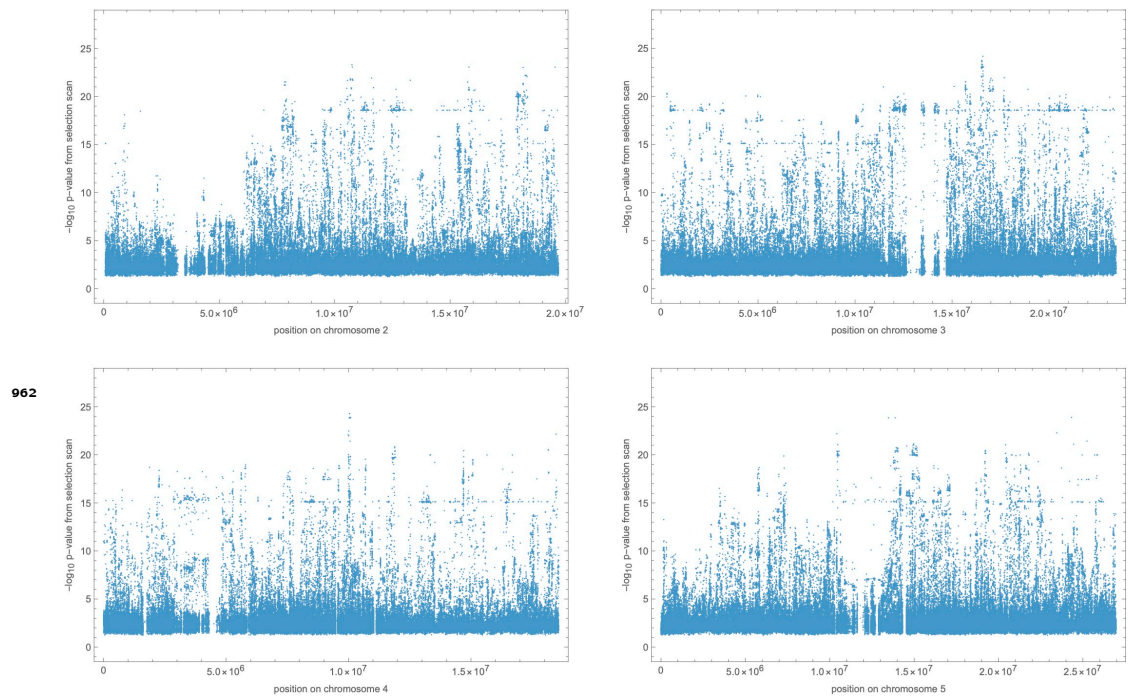 25
20
15
10
5
0
−log10 p-value from selection scan
0 5.0×10^6 1.0×10^7 1.5×10^7 2.0×10^7
position on chromosome 2
25
20
15
10
5
0
−log10 p-value from selection scan
0 5.0×10^6 1.0×10^7 1.5×10^7 2.0×10^7
position on chromosome 3
962
25
20
15
10
5
0
−log10 p-value from selection scan
0 5.0×10^6 1.0×10^7 1.5×10^7
position on chromosome 4
25
20
15
10
5
0
−log10 p-value from selection scan
0 5.0×10^6 1.0×10^7 1.5×10^7 2.0×10^7 2.5×10^7
position on chromosome 5